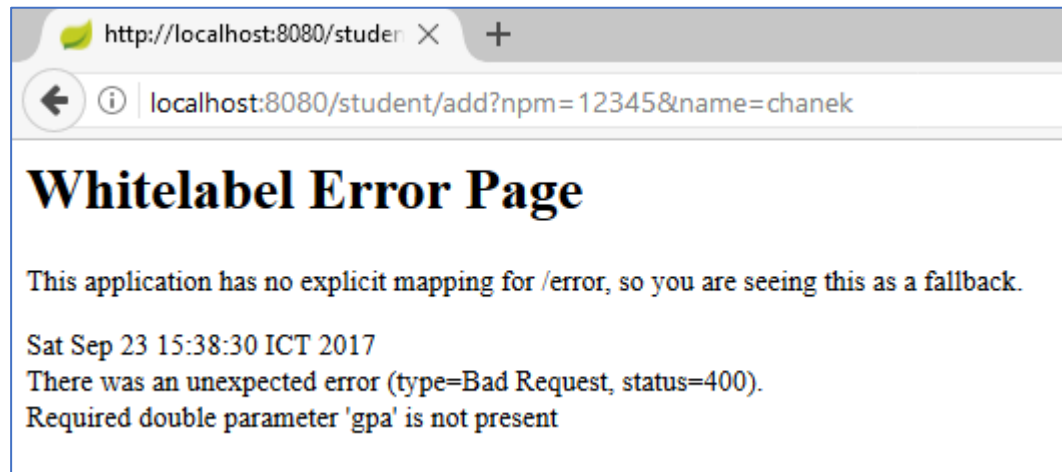 http://localhost:8080/studen
localhost:8080/student/add?npm=12345&name=chanek
Whitelabel Error Page
This application has no explicit mapping for /error, so you are seeing this as a fallback.
Sat Sep 23 15:38:30 ICT 2017
There was an unexpected error (type=Bad Request, status=400).
Required double parameter 'gpa' is not present